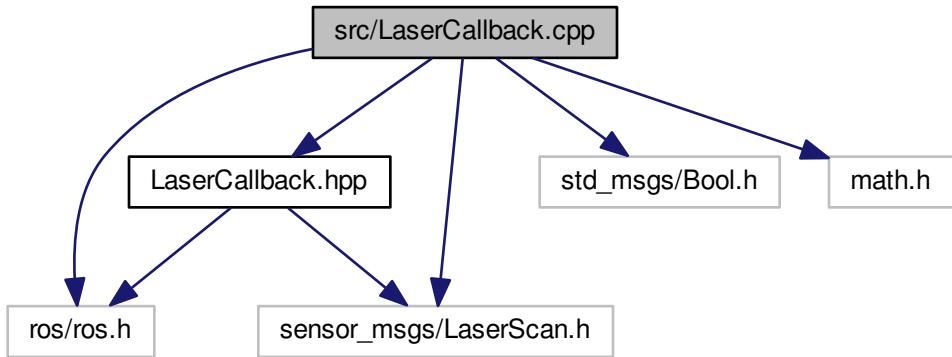 src/LaserCallback.cpp
LaserCallback.hpp
std_msgs/Bool.h
math.h
ros/ros.h
sensor_msgs/LaserScan.h